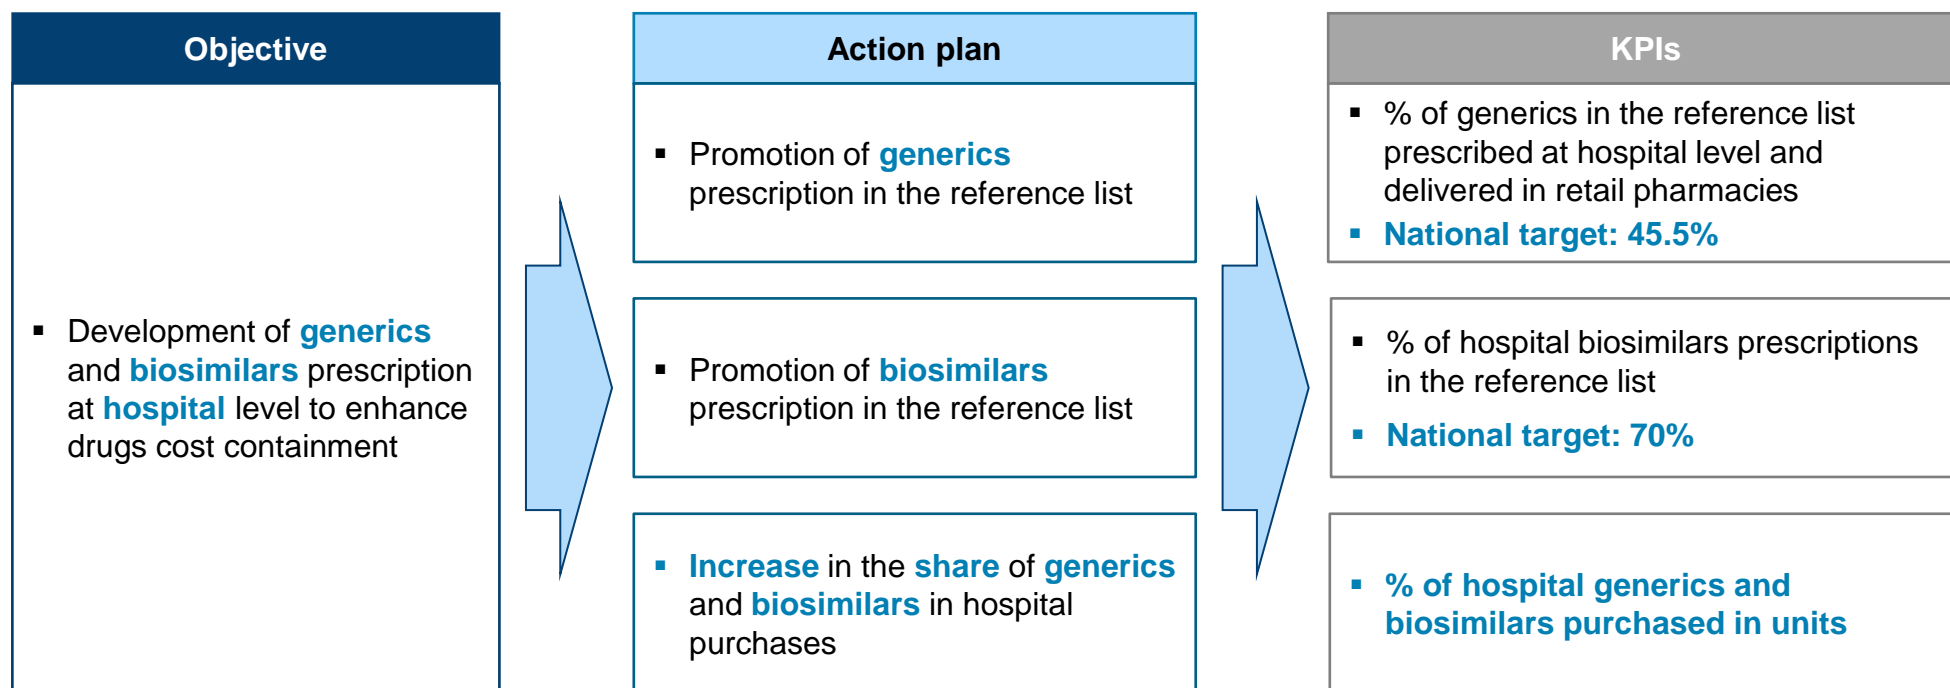 Objective
▪ Development of generics
and biosimilars prescription
at hospital level to enhance
drugs cost containment
Action plan
▪ Promotion of generics
prescription in the reference list
▪ Promotion of biosimilars
prescription in the reference list
▪ Increase in the share of generics
and biosimilars in hospital
purchases
KPIs
▪ % of generics in the reference list
prescribed at hospital level and
delivered in retail pharmacies
▪ National target: 45.5%
▪ % of hospital biosimilars prescriptions
in the reference list
▪ National target: 70%
▪ % of hospital generics and
biosimilars purchased in units